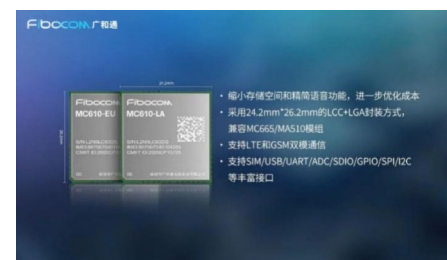 Fibocom 广和通
24.2mm
Fibocom
MC610-EU
Fibocom
MC610-LA
• 缩小存储空间和精简语音功能，进一步优化成本
• 采用24.2mm*26.2mm的LCC+LGA封装方式，
兼容MC665/MA510模组
• 支持LTE和GSM双模通信
• 支持SIM/USB/UART/ADC/SDIO/GPIO/SPI/I2C
等丰富接口